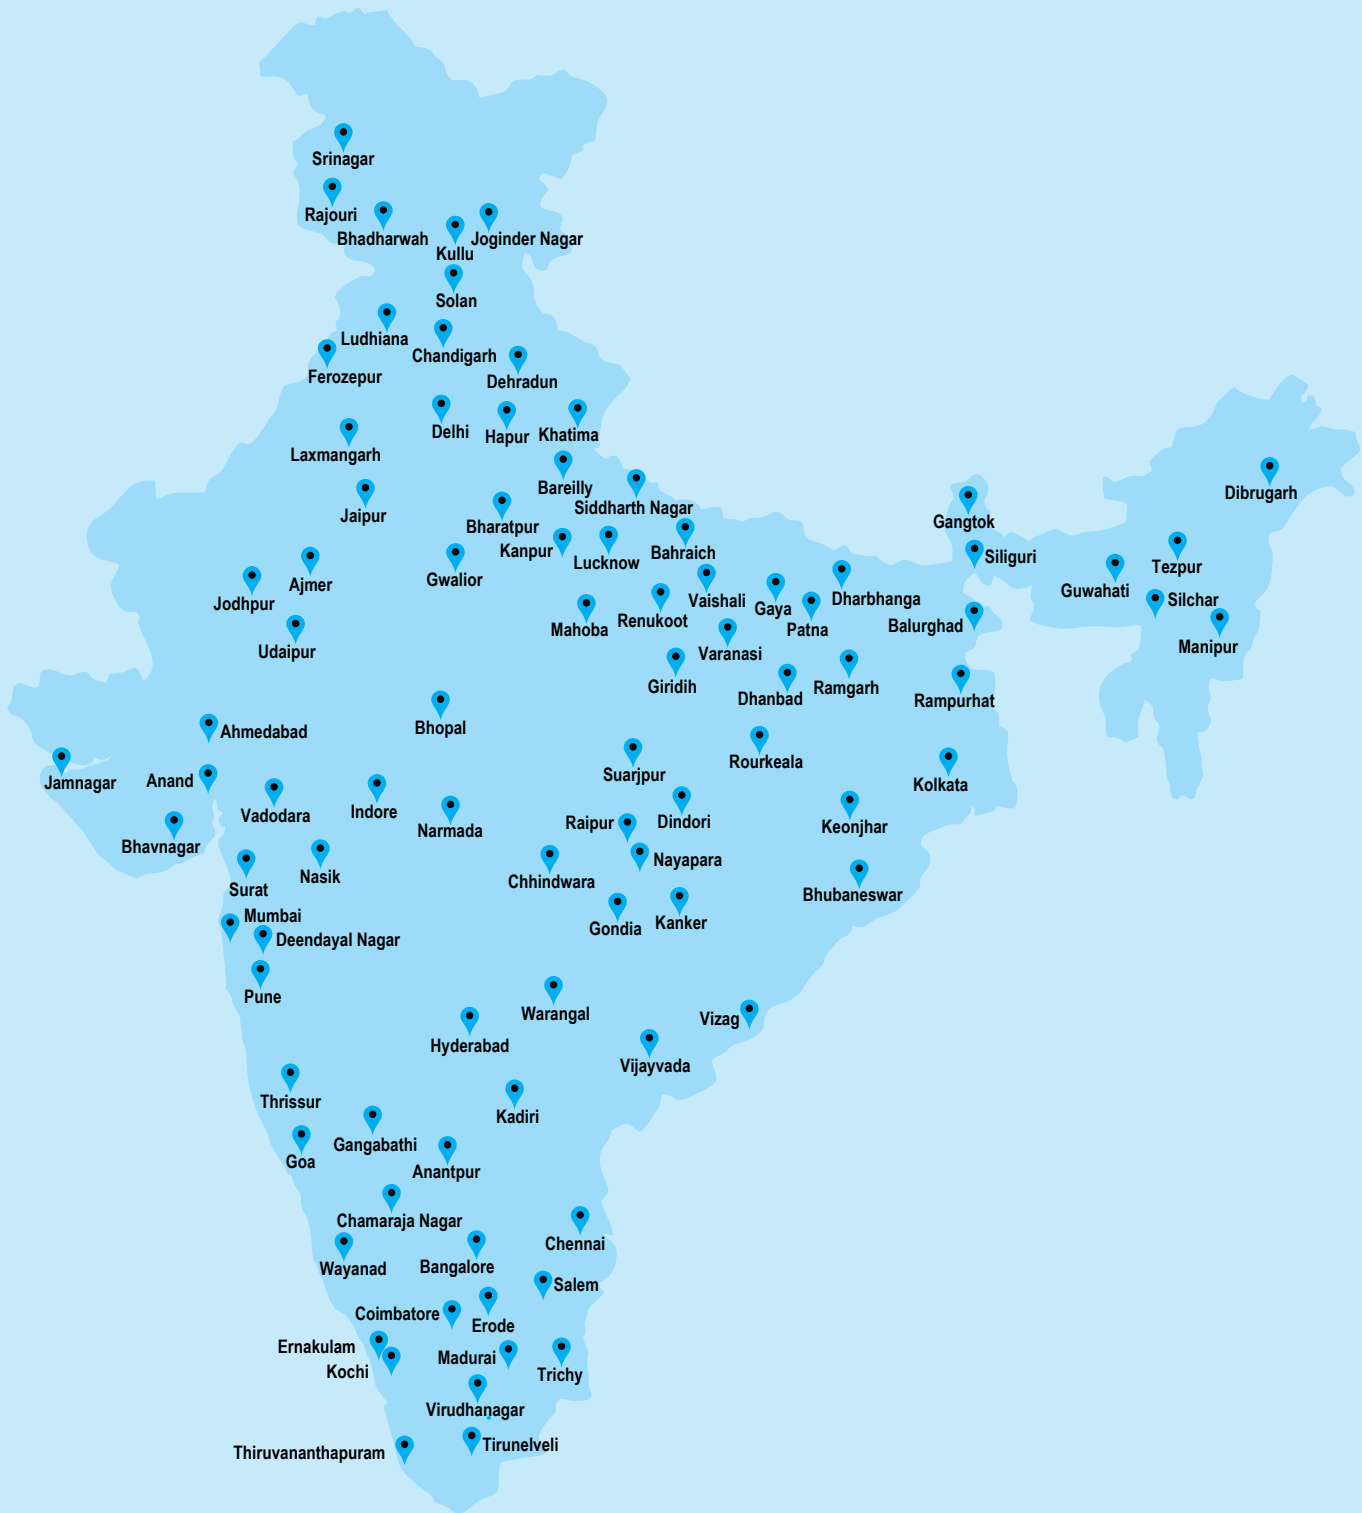 Srinagar
Rajouri
Bhadharwah
Joginder Nagar
Kullu
Solan
Ludhiana
Chandigarh
Ferozepur
Dehradun
Delhi
Hapur
Khatima
Laxmangarh
Bareilly
Dibrugarh
Siddharth Nagar
Jaipur
Gangtok
Bharatpur
Kanpur
Bahraich
Siliguri
Lucknow
Tezpur
Gwalior
Ajmer
Guwahati
Jodhpur
Vaishali
Dharbhanga
Silchar
Gaya
Renukoot
Balurghad
Mahoba
Patna
Manipur
Udaipur
Varanasi
Giridih
Ramgarh
Dhanbad
Rampurhat
Bhopal
Ahmedabad
Rourkeala
Suarjpur
Anand
Jamnagar
Kolkata
Indore
Vadodara
Raipur
Dindori
Keonjhar
Narmada
Bhavnagar
Nayapara
Nasik
Chhindwara
Surat
Bhubaneswar
Mumbai
Kanker
Gondia
Deendayal Nagar
Pune
Warangal
Vizag
Hyderabad
Vijayvada
Thrissur
Kadiri
Gangabathi
Goa
Anantpur
Chamaraja Nagar
Chennai
Bangalore
Wayanad
Salem
Coimbatore
Erode
Ernakulam
Madurai
Kochi
Trichy
Virudhanagar
Tirunelveli
Thiruvananthapuram